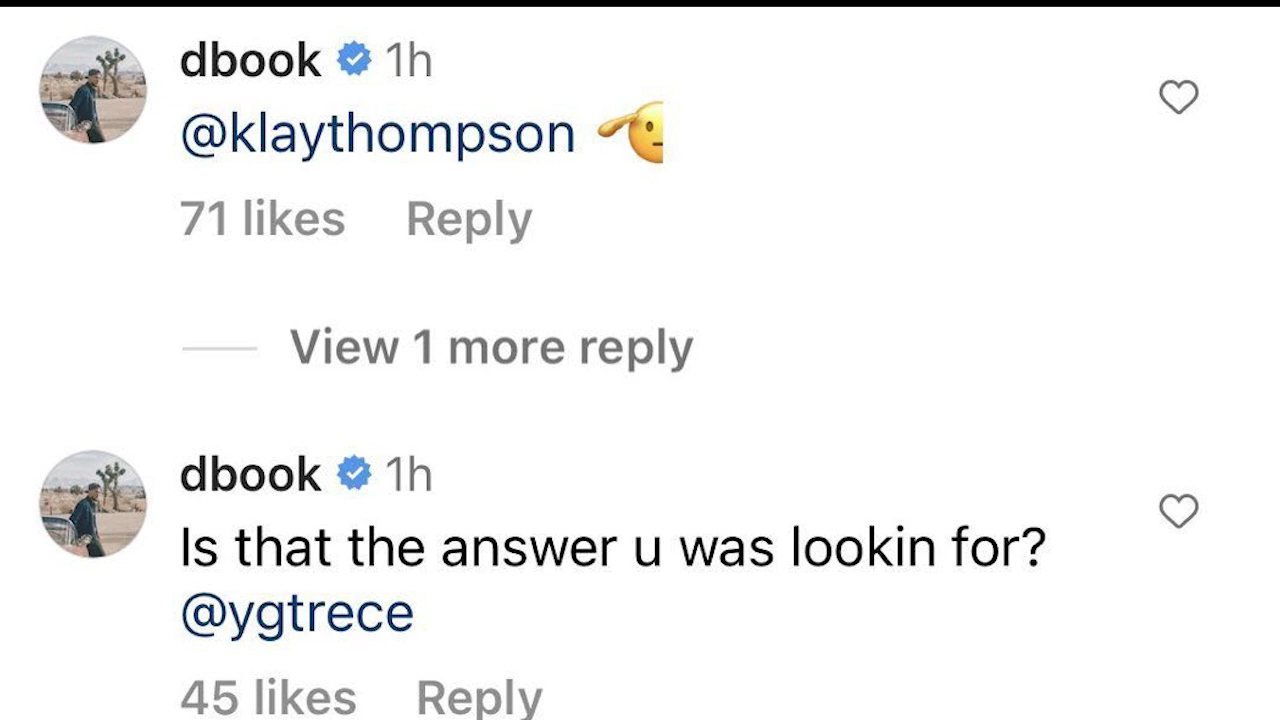 dbook 1h
@klaythompson 🫡
71 likes Reply
View 1 more reply
dbook 1h
Is that the answer u was lookin for?
@ygtrece
45 likes Reply